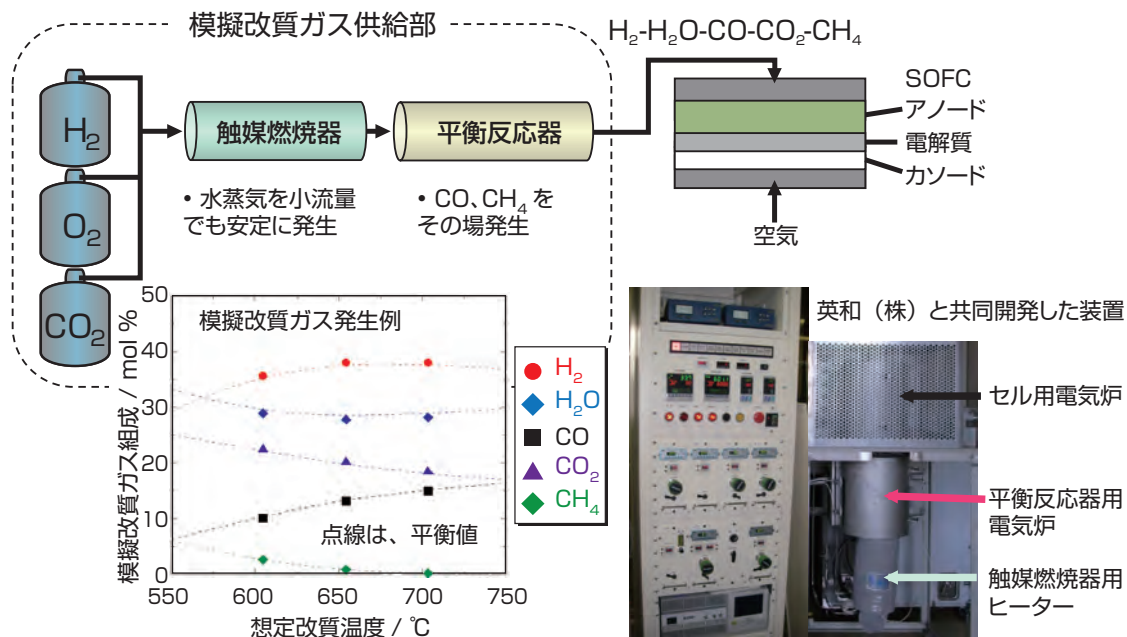 模擬改質ガス供給部
H₂-H₂O-CO-CO₂-CH₄
H₂
O₂
CO₂
触媒燃焼器
平衡反応器
• 水蒸気を小流量
でも安定に発生
• CO、CH₄ を
その場発生
SOFC
アノード
電解質
カソード
空気
模擬改質ガス組成 / mol %
50
40
30
20
10
0
模擬改質ガス発生例
点線は、平衡値
550
600
650
700
750
想定改質温度 / ℃
H₂
H₂O
CO
CO₂
CH₄
英和（株）と共同開発した装置
セル用電気炉
平衡反応器用
電気炉
触媒燃焼器用
ヒーター